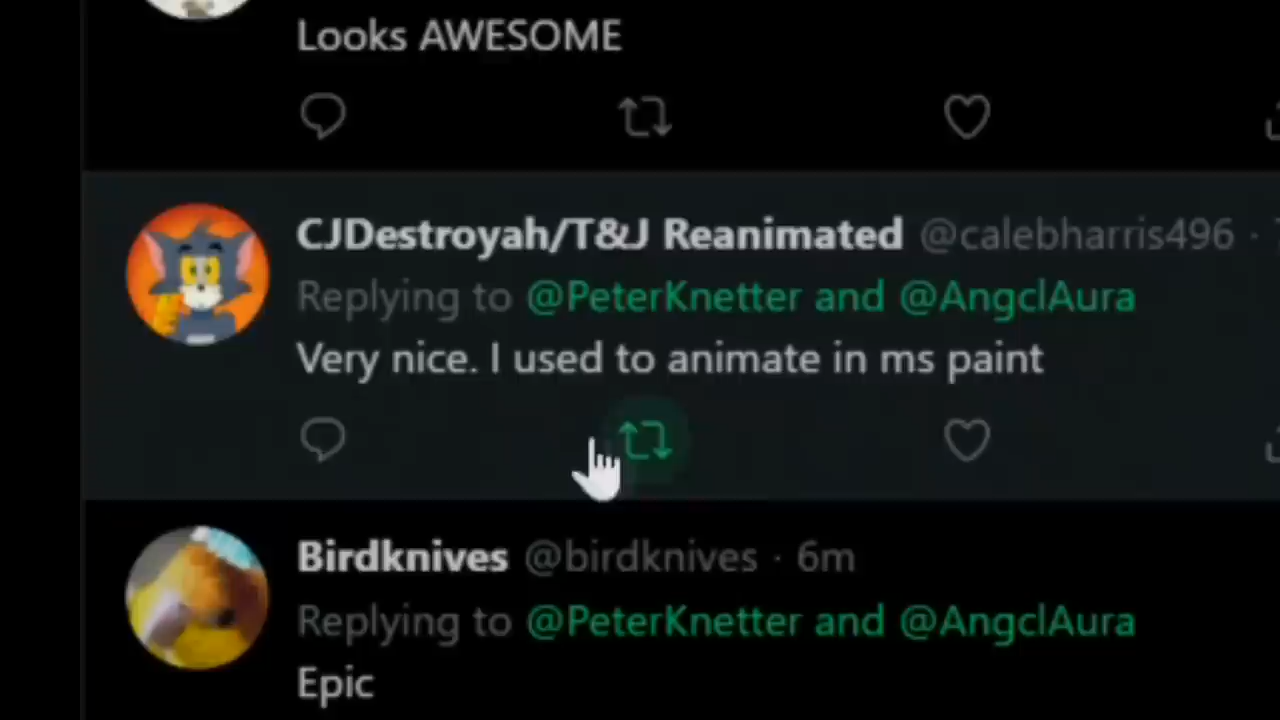 Looks AWESOME
CJDestroyah/T&J Reanimated @calebharris496 ·
Replying to @PeterKnetter and @AngclAura
Very nice. I used to animate in ms paint
Birdknives @birdknives · 6m
Replying to @PeterKnetter and @AngclAura
Epic